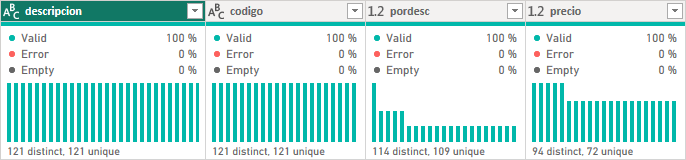 ABC descripcion ABC codigo 1.2 pordesc 1.2 precio
Valid 100 % Valid 100 % Valid 100 % Valid 100 %
Error 0 % Error 0 % Error 0 % Error 0 %
Empty 0 % Empty 0 % Empty 0 % Empty 0 %
121 distinct, 121 unique 121 distinct, 121 unique 114 distinct, 109 unique 94 distinct, 72 unique